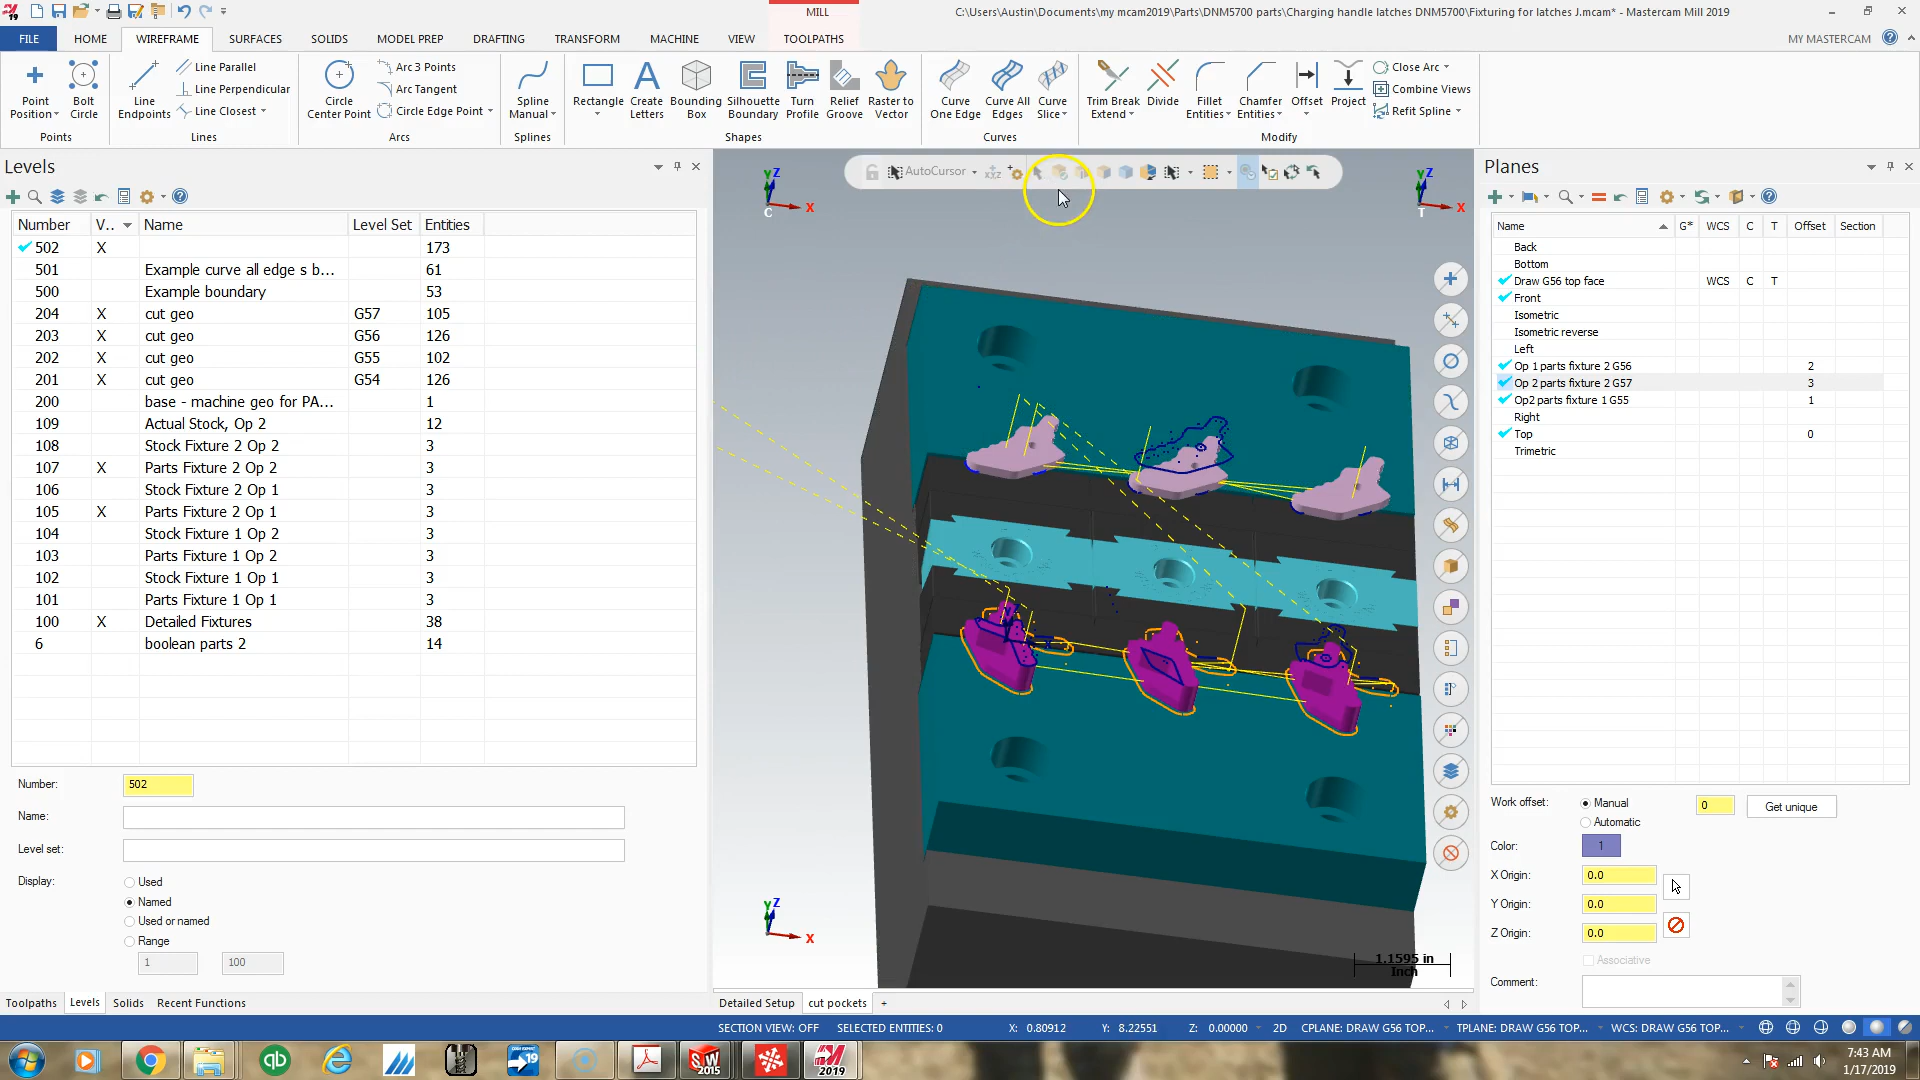 MILL
C:\Users\Austin\Documents\my mcam2019\Parts\DNM5700 parts\Charging handle latches DNM5700\Fixturing for latches J.mcam* - Mastercam Mill 2019
FILE HOME WIREFRAME SURFACES SOLIDS MODEL PREP DRAFTING TRANSFORM MACHINE VIEW TOOLPATHS MY MASTERCAM
Point Position
Bolt Circle
Points
Line Endpoints
Line Parallel
Line Perpendicular
Line Closest
Lines
Circle Center Point
Arc 3 Points
Arc Tangent
Circle Edge Point
Arcs
Spline Manual
Splines
Rectangle
Create Letters
Bounding Box
Silhouette Boundary
Turn Profile
Relief Groove
Raster to Vector
Shapes
Curve One Edge
Curve All Edges
Curve Slice
Curves
Trim Break Extend
Divide
Fillet Entities
Chamfer Entities
Offset
Project
Close Arc
Combine Views
Refit Spline
Modify
Levels
Number V.. Name Level Set Entities
502 X 173
501 Example curve all edge s b... 61
500 Example boundary 53
204 X cut geo G57 105
203 X cut geo G56 126
202 X cut geo G55 102
201 X cut geo G54 126
200 base - machine geo for PA... 1
109 Actual Stock, Op 2 12
108 Stock Fixture 2 Op 2 3
107 X Parts Fixture 2 Op 2 3
106 Stock Fixture 2 Op 1 3
105 X Parts Fixture 2 Op 1 3
104 Stock Fixture 1 Op 2 3
103 Parts Fixture 1 Op 2 3
102 Stock Fixture 1 Op 1 3
101 Parts Fixture 1 Op 1 3
100 X Detailed Fixtures 38
6 boolean parts 2 14
Number: 502
Name:
Level set:
Display: Used
Named
Used or named
Range
1 100
Toolpaths Levels Solids Recent Functions
AutoCursor
Y Z
X
C
Y Z
X
T
Y Z
X
1.1595 in
Inch
Detailed Setup cut pockets +
Planes
Name G* WCS C T Offset Section
Back
Bottom
Draw G56 top face WCS C T
Front
Isometric
Isometric reverse
Left
Op 1 parts fixture 2 G56 2
Op 2 parts fixture 2 G57 3
Op2 parts fixture 1 G55 1
Right
Top 0
Trimetric
Work offset: Manual 0 Get unique
Automatic
Color: 1
X Origin: 0.0
Y Origin: 0.0
Z Origin: 0.0
Associative
Comment:
SECTION VIEW: OFF SELECTED ENTITIES: 0 X: 0.80912 Y: 8.22551 Z: 0.00000 2D CPLANE: DRAW G56 TOP... TPLANE: DRAW G56 TOP... WCS: DRAW G56 TOP...
7:43 AM
1/17/2019